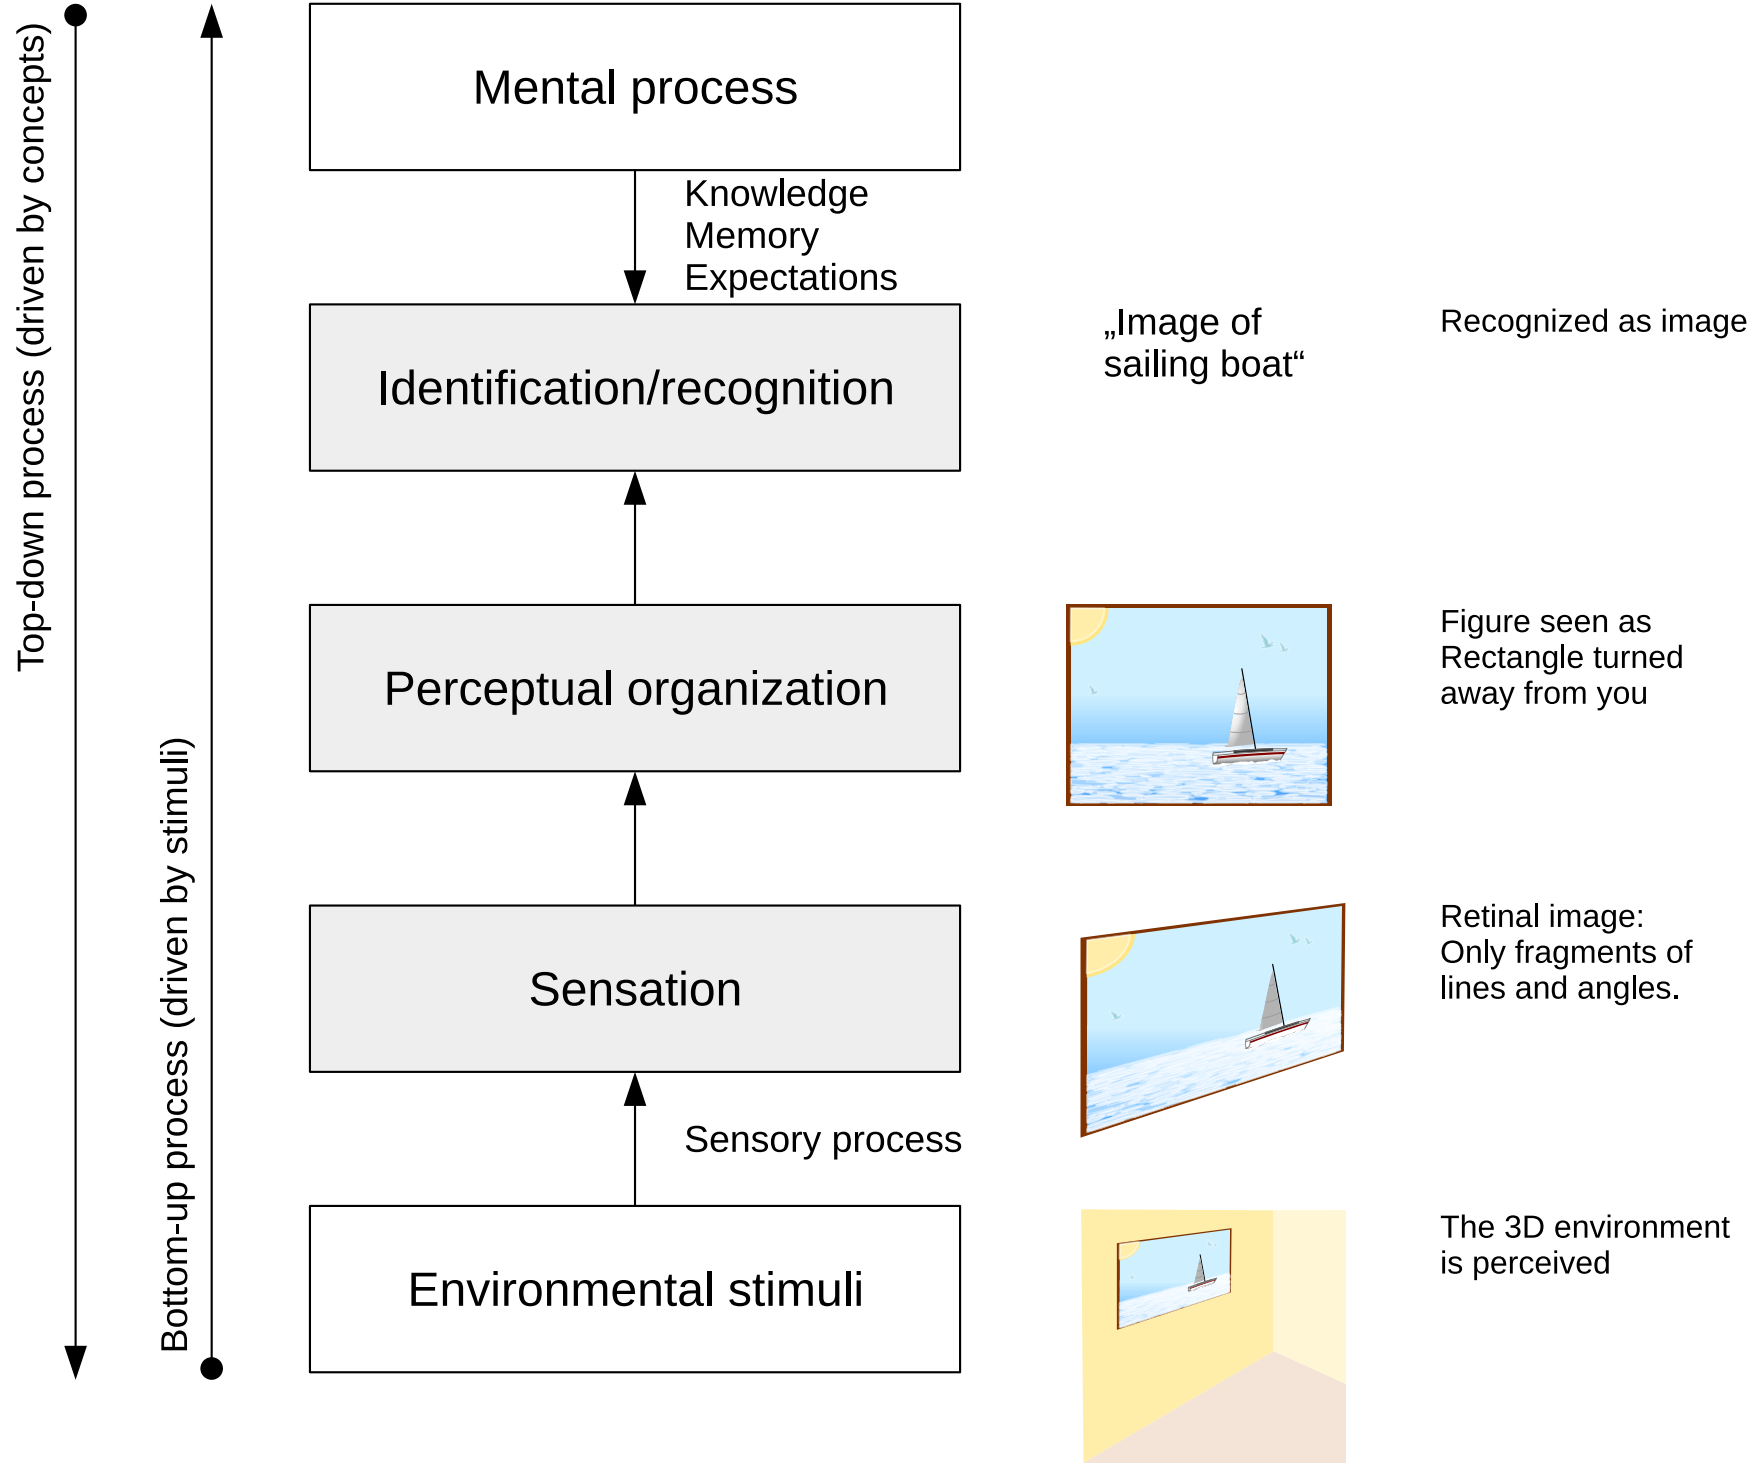 Top-down process (driven by concepts)
Bottom-up process (driven by stimuli)
Mental process
Knowledge
Memory
Expectations
Identification/recognition
„Image of
sailing boat“
Recognized as image
Perceptual organization
Figure seen as
Rectangle turned
away from you
Sensation
Retinal image:
Only fragments of
lines and angles.
Sensory process
Environmental stimuli
The 3D environment
is perceived